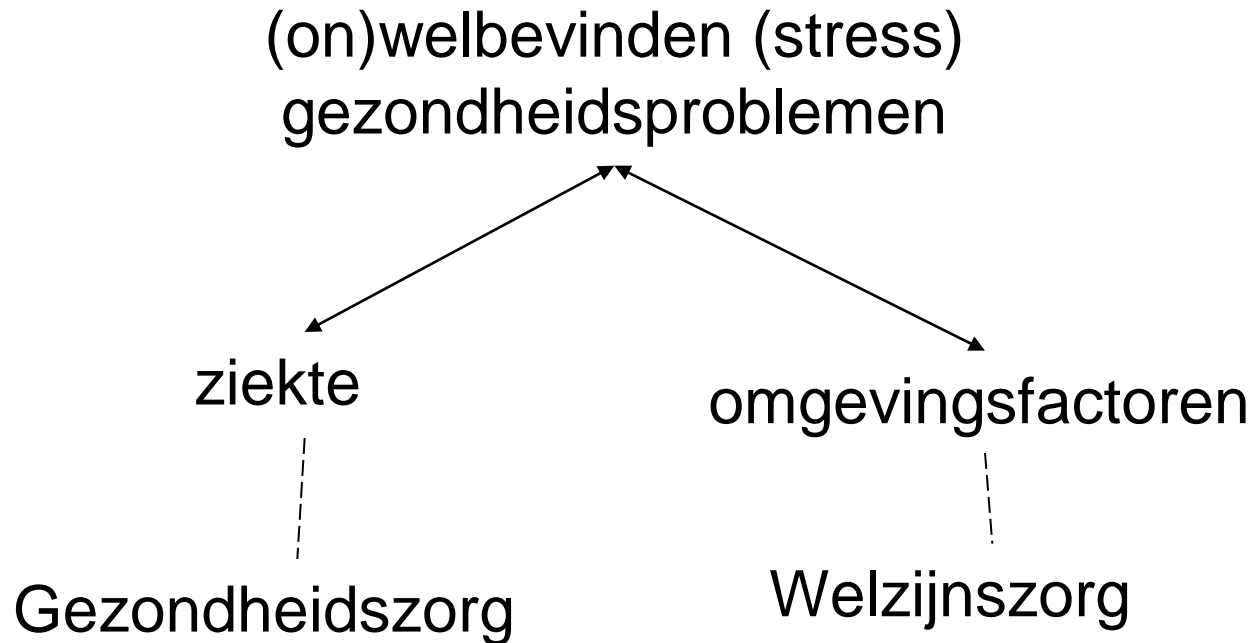 (on)welbevinden (stress)
gezondheidsproblemen
ziekte
omgevingsfactoren
Gezondheidszorg
Welzijnszorg